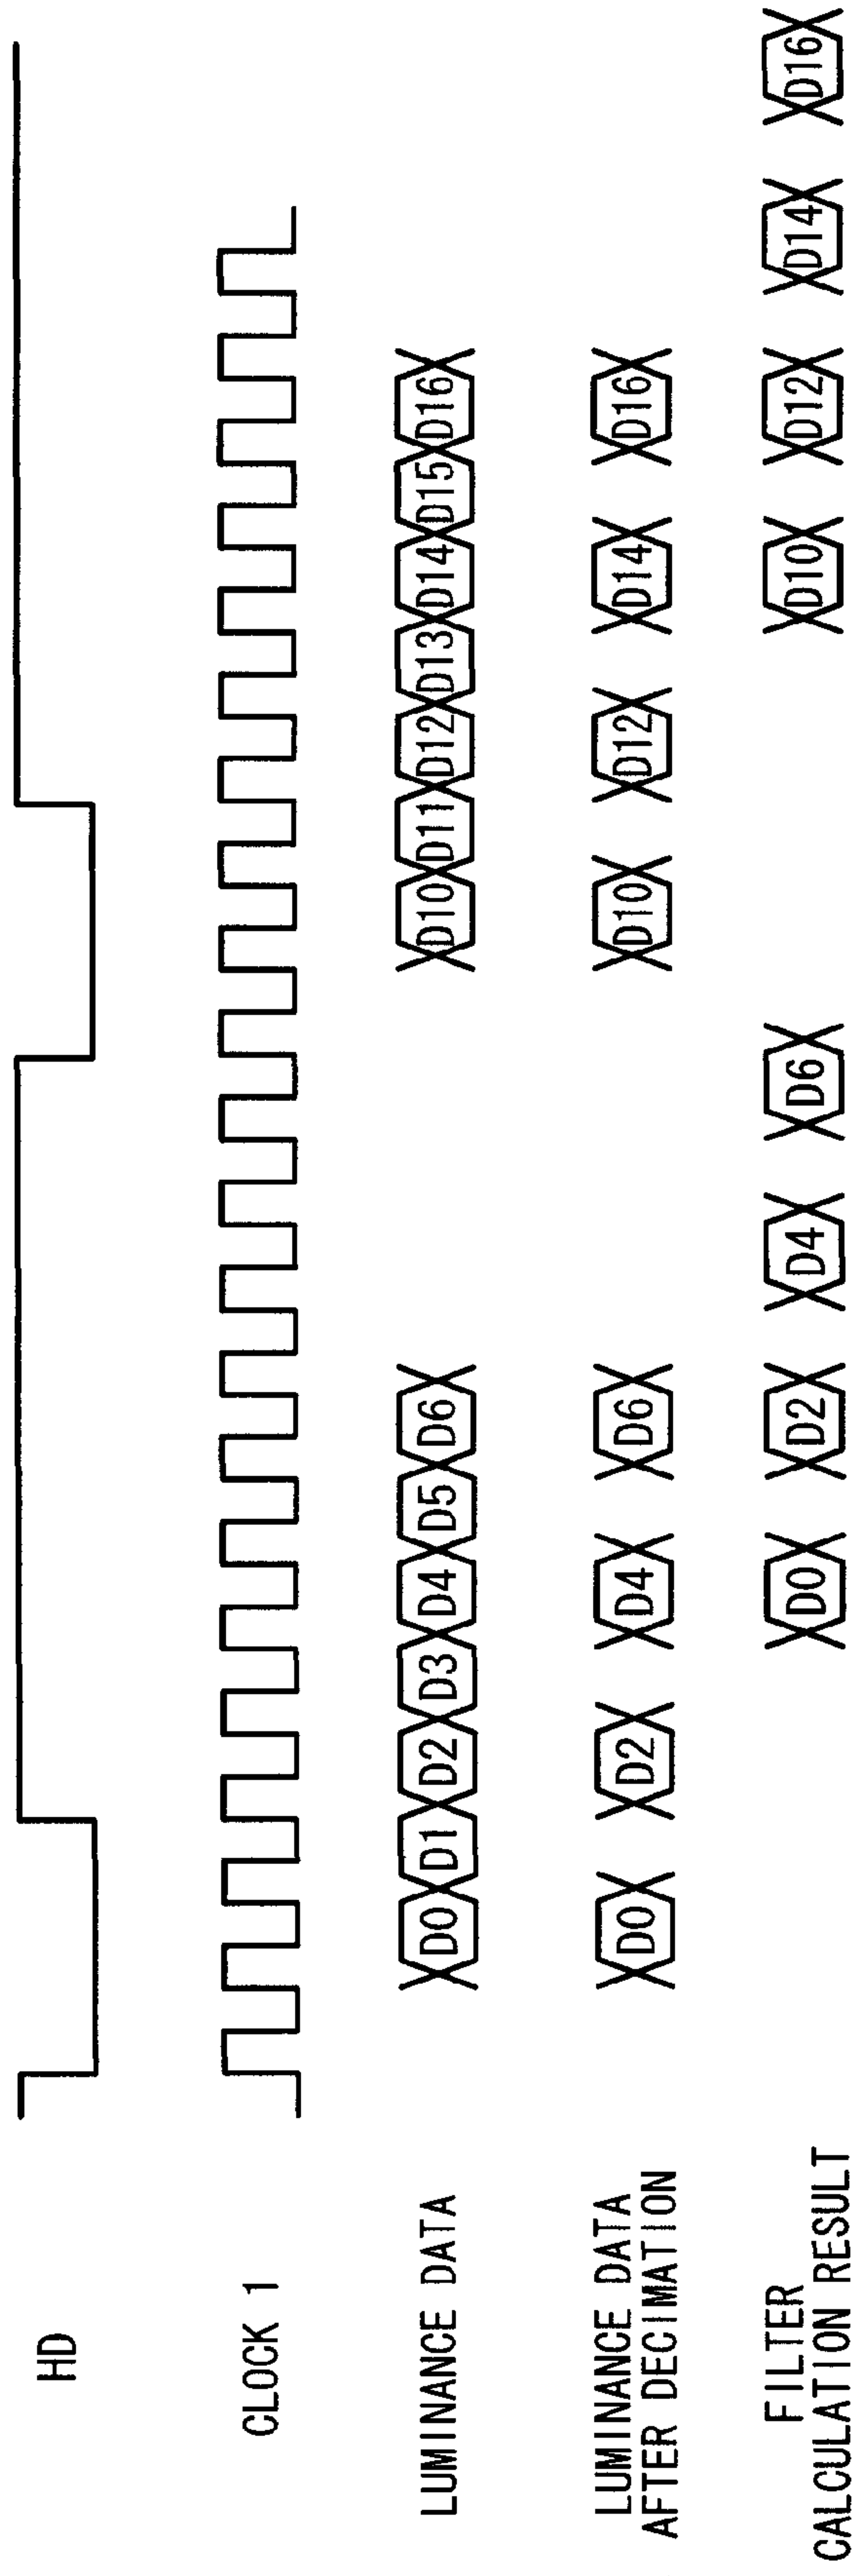 HD
CLOCK 1
LUMINANCE DATA
D0 D1 D2 D3 D4 D5 D6 D10 D11 D12 D13 D14 D15 D16
LUMINANCE DATA
AFTER DECIMATION
D0 D2 D4 D6 D10 D12 D14 D16
FILTER
CALCULATION RESULT
D0 D2 D4 D6 D10 D12 D14 D16